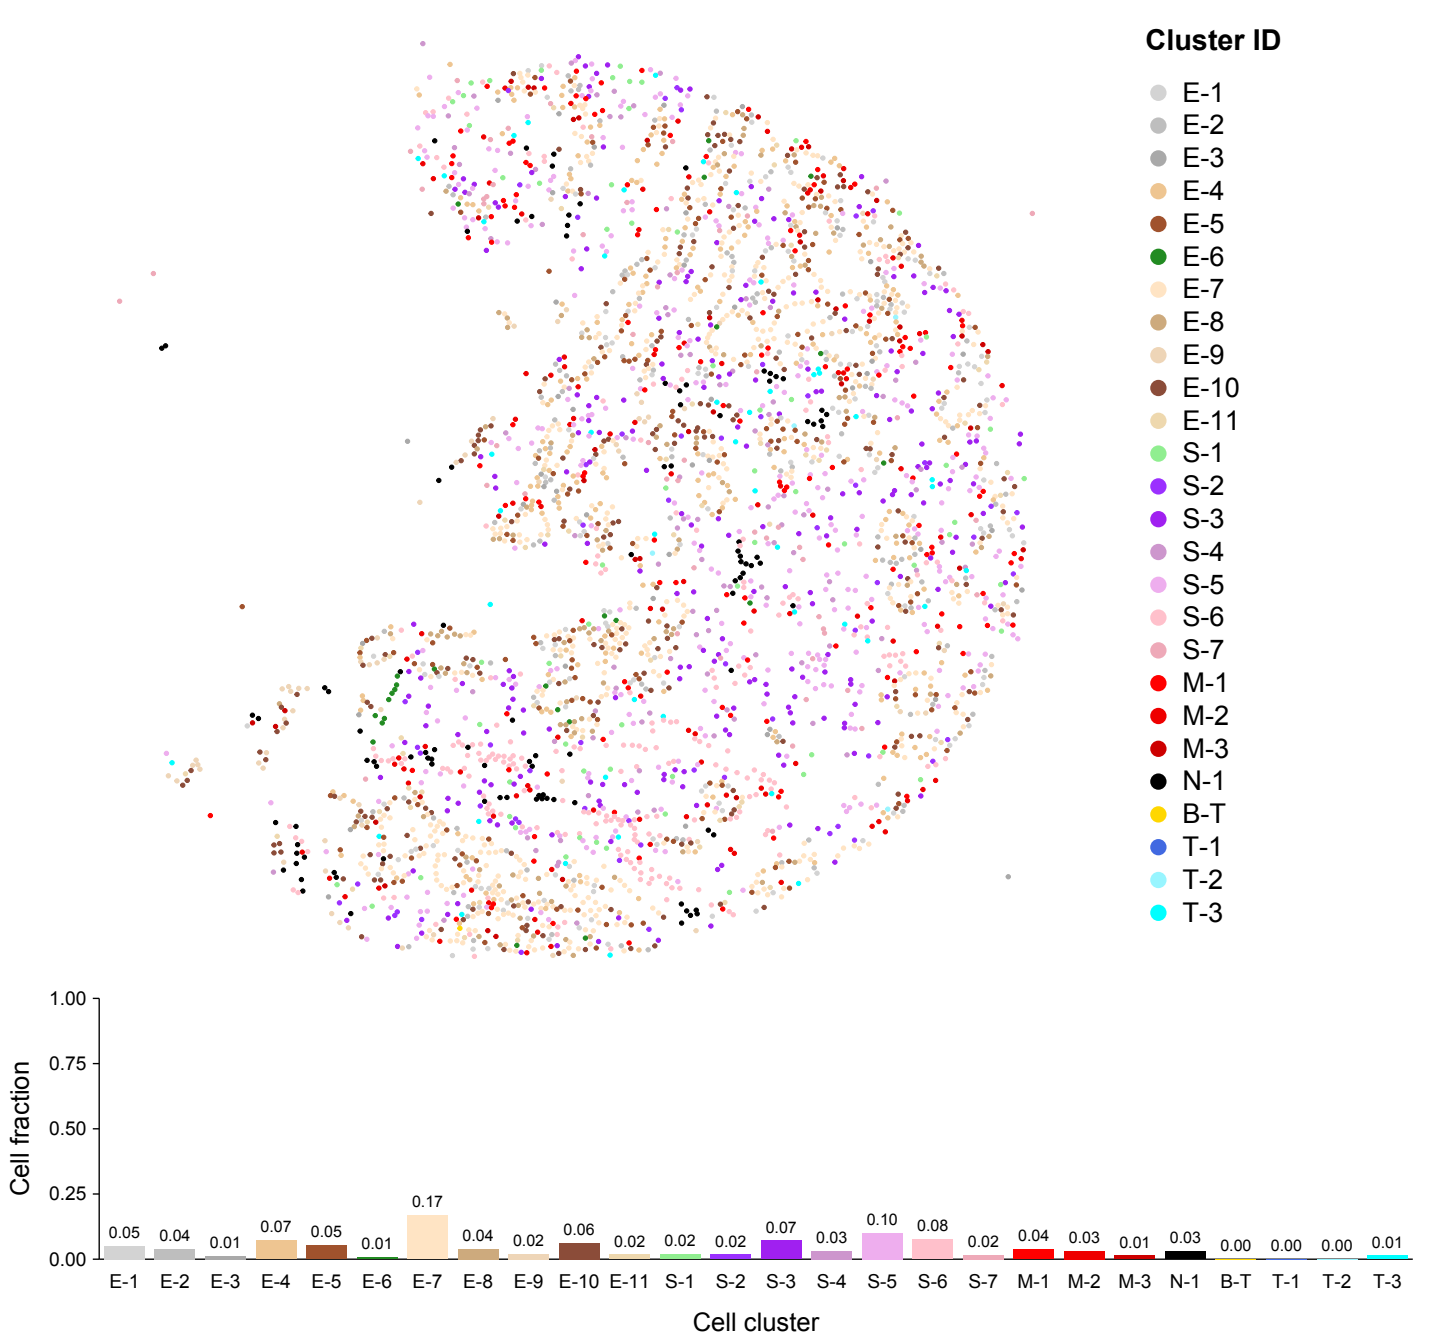 Cluster ID
E-1
E-2
E-3
E-4
E-5
E-6
E-7
E-8
E-9
E-10
E-11
S-1
S-2
S-3
S-4
S-5
S-6
S-7
M-1
M-2
M-3
N-1
B-T
T-1
T-2
T-3
1.00
0.75
0.50
0.25
0.00
Cell fraction
0.05 0.04 0.01 0.07 0.05 0.01 0.17 0.04 0.02 0.06 0.02 0.02 0.02 0.07 0.03 0.10 0.08 0.02 0.04 0.03 0.01 0.03 0.00 0.00 0.00 0.01
E-1 E-2 E-3 E-4 E-5 E-6 E-7 E-8 E-9 E-10 E-11 S-1 S-2 S-3 S-4 S-5 S-6 S-7 M-1 M-2 M-3 N-1 B-T T-1 T-2 T-3
Cell cluster